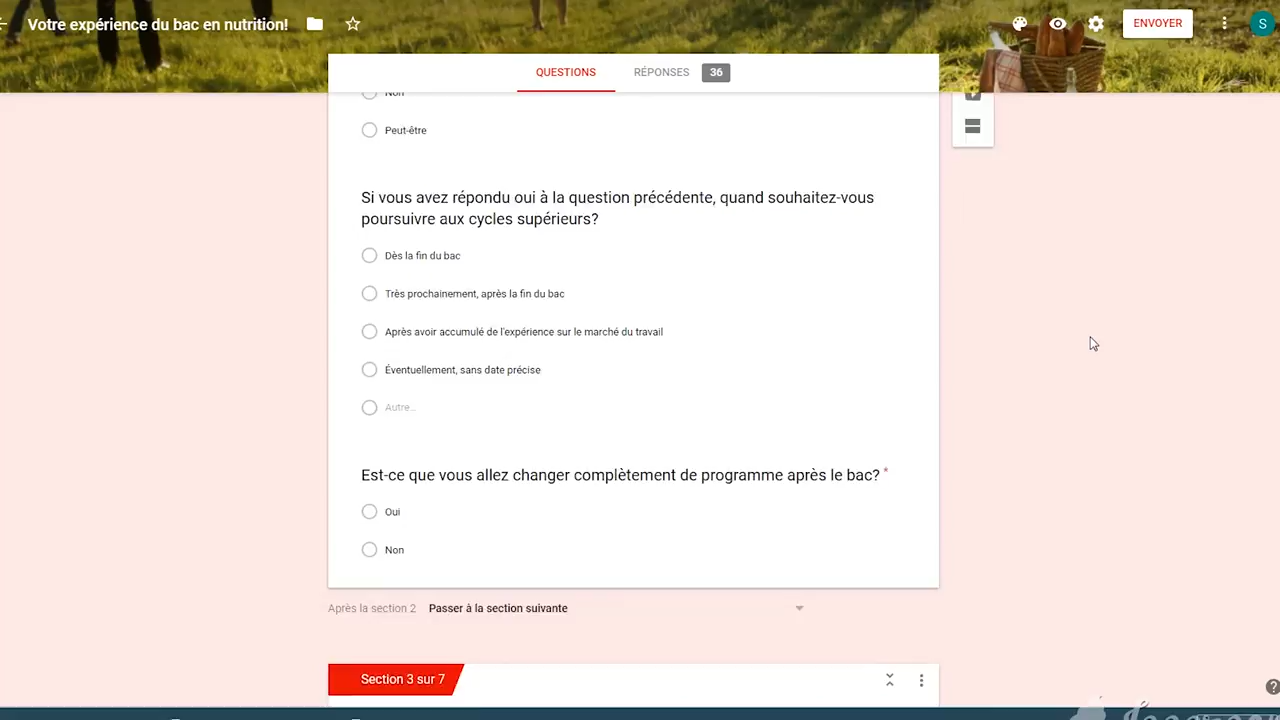 Votre expérience du bac en nutrition!
ENVOYER
S
QUESTIONS
RÉPONSES 36
Non
Peut-être
Si vous avez répondu oui à la question précédente, quand souhaitez-vous
poursuivre aux cycles supérieurs?
Dès la fin du bac
Très prochainement, après la fin du bac
Après avoir accumulé de l'expérience sur le marché du travail
Éventuellement, sans date précise
Autre...
Est-ce que vous allez changer complètement de programme après le bac? *
Oui
Non
Après la section 2 Passer à la section suivante
Section 3 sur 7